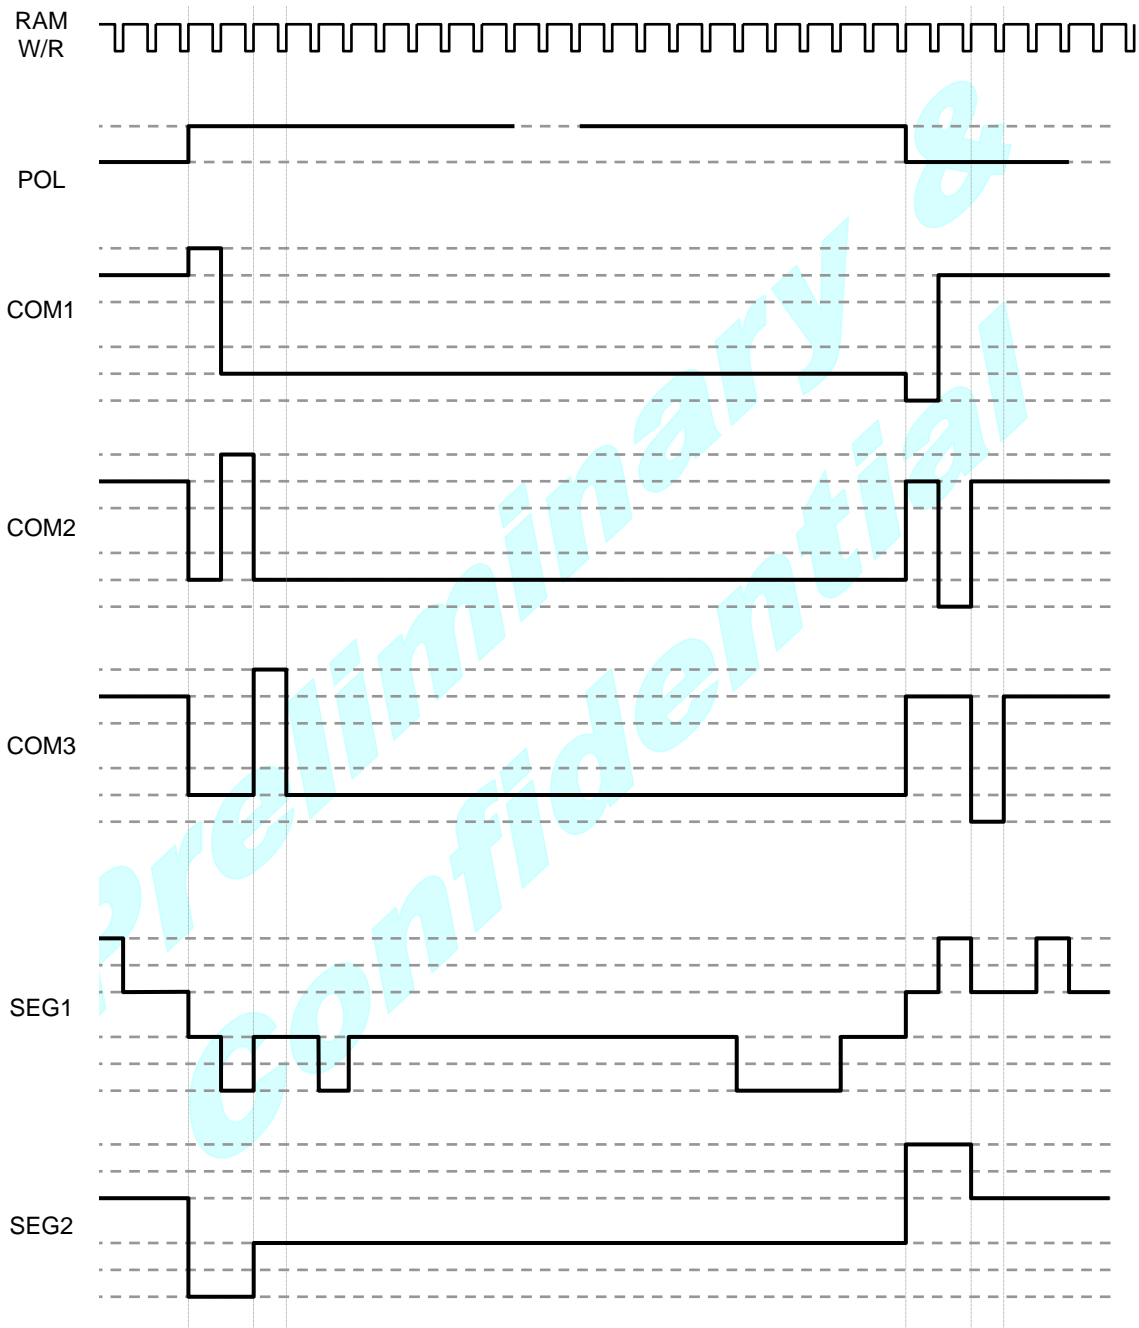 RAM
W/R
POL
COM1
COM2
COM3
SEG1
SEG2
Preliminary &
Confidential